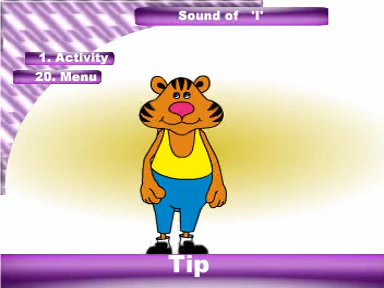 Sound of 'I'
1. Activity
20. Menu
Tip